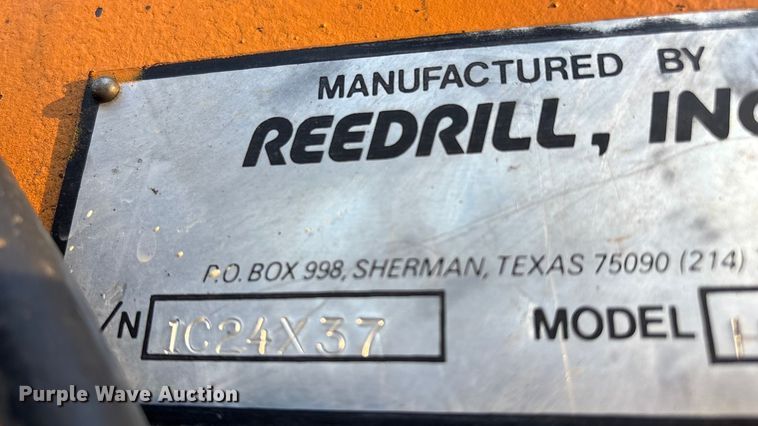 MANUFACTURED BY
REEDRILL, INC
P.O. BOX 998, SHERMAN, TEXAS 75090 (214)
/N 1C24X37 MODEL
Purple Wave Auction